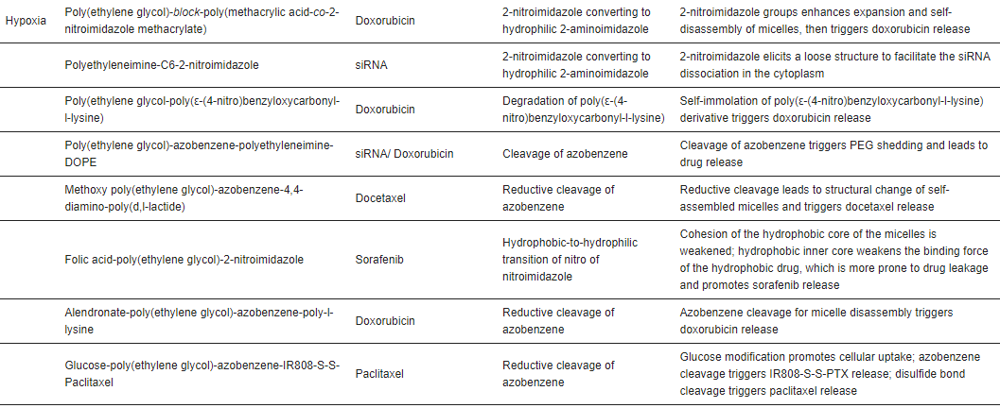 Hypoxia
Poly(ethylene glycol)-block-poly(methacrylic acid-co-2-
nitroimidazole methacrylate)
Doxorubicin
2-nitroimidazole converting to
hydrophilic 2-aminoimidazole
2-nitroimidazole groups enhances expansion and self-
disassembly of micelles, then triggers doxorubicin release
Polyethyleneimine-C6-2-nitroimidazole
siRNA
2-nitroimidazole converting to
hydrophilic 2-aminoimidazole
2-nitroimidazole elicits a loose structure to facilitate the siRNA
dissociation in the cytoplasm
Poly(ethylene glycol-poly(ε-(4-nitro)benzyloxycarbonyl-
l-lysine)
Doxorubicin
Degradation of poly(ε-(4-
nitro)benzyloxycarbonyl-l-lysine)
Self-immolation of poly(ε-(4-nitro)benzyloxycarbonyl-l-lysine)
derivative triggers doxorubicin release
Poly(ethylene glycol)-azobenzene-polyethyleneimine-
DOPE
siRNA/ Doxorubicin
Cleavage of azobenzene
Cleavage of azobenzene triggers PEG shedding and leads to
drug release
Methoxy poly(ethylene glycol)-azobenzene-4,4-
diamino-poly(d,l-lactide)
Docetaxel
Reductive cleavage of
azobenzene
Reductive cleavage leads to structural change of self-
assembled micelles and triggers docetaxel release
Folic acid-poly(ethylene glycol)-2-nitroimidazole
Sorafenib
Hydrophobic-to-hydrophilic
transition of nitro of
nitroimidazole
Cohesion of the hydrophobic core of the micelles is
weakened; hydrophobic inner core weakens the binding force
of the hydrophobic drug, which is more prone to drug leakage
and promotes sorafenib release
Alendronate-poly(ethylene glycol)-azobenzene-poly-l-
lysine
Doxorubicin
Reductive cleavage of
azobenzene
Azobenzene cleavage for micelle disassembly triggers
doxorubicin release
Glucose-poly(ethylene glycol)-azobenzene-IR808-S-S-
Paclitaxel
Paclitaxel
Reductive cleavage of
azobenzene
Glucose modification promotes cellular uptake; azobenzene
cleavage triggers IR808-S-S-PTX release; disulfide bond
cleavage triggers paclitaxel release